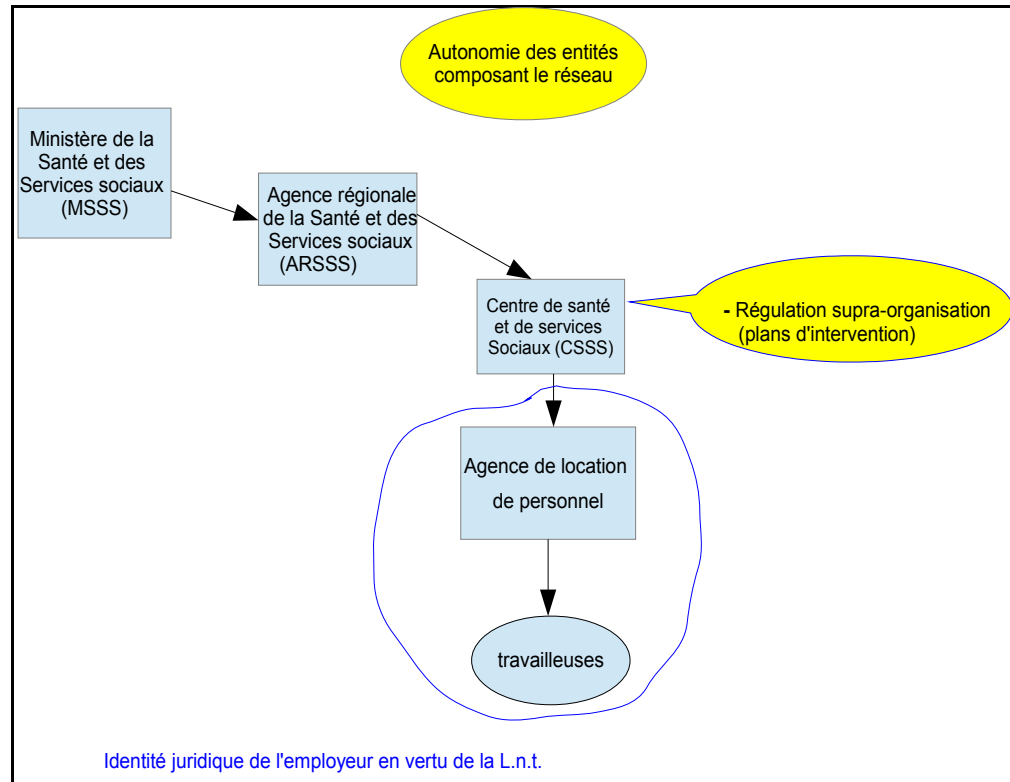 Autonomie des entités
composant le réseau
Ministère de la
Santé et des
Services sociaux
(MSSS)
Agence régionale
de la Santé et des
Services sociaux
(ARSSS)
Centre de santé
et de services
Sociaux (CSSS)
- Régulation supra-organisation
(plans d'intervention)
Agence de location
de personnel
travailleuses
Identité juridique de l'employeur en vertu de la L.n.t.